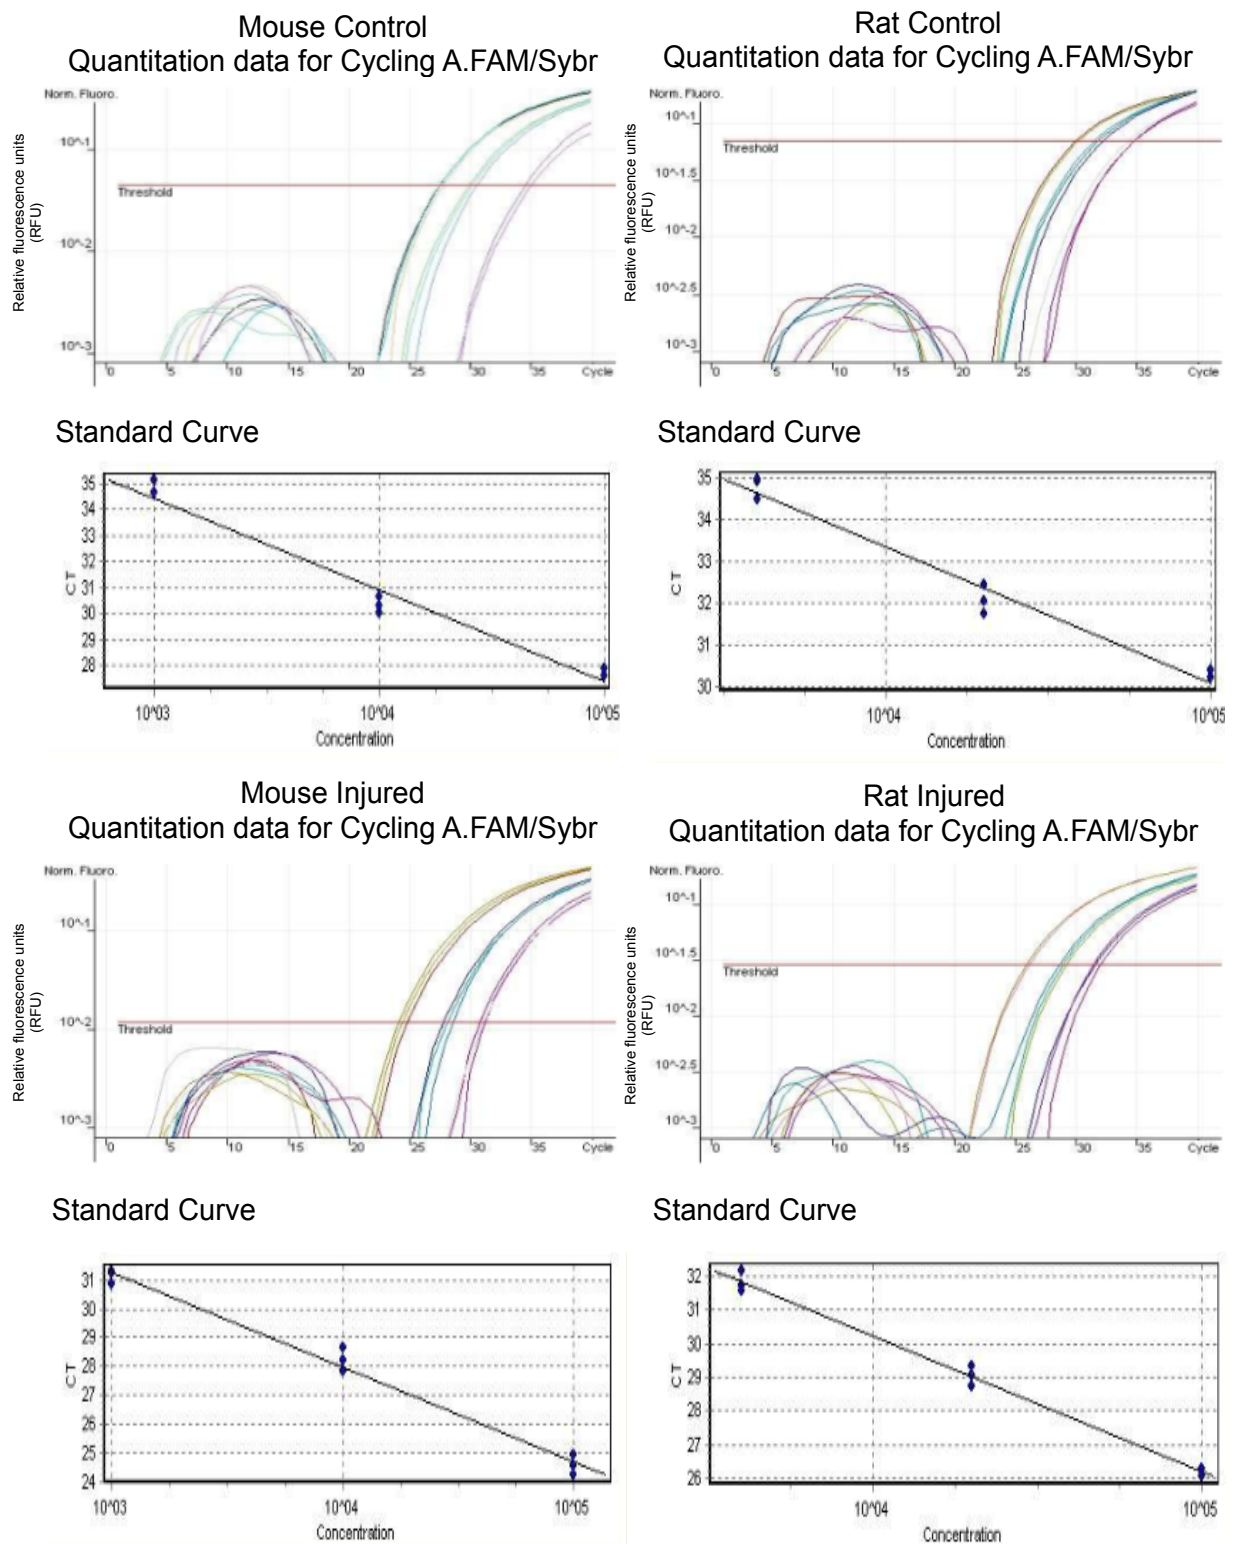 Mouse Control
Quantitation data for Cycling A.FAM/Sybr
Norm. Fluoro.
Relative fluorescence units
(RFU)
10^-1
10^-2
10^-3
Threshold
0 5 10 15 20 25 30 35 Cycle
Rat Control
Quantitation data for Cycling A.FAM/Sybr
Norm. Fluoro.
Relative fluorescence units
(RFU)
10^-1
10^-1.5
10^-2
10^-2.5
10^-3
Threshold
0 5 10 15 20 25 30 35 Cycle
Standard Curve
CT
35
34
33
32
31
30
29
28
10^03 10^04 10^05
Concentration
Standard Curve
CT
35
34
33
32
31
30
10^04 10^05
Concentration
Mouse Injured
Quantitation data for Cycling A.FAM/Sybr
Norm. Fluoro.
Relative fluorescence units
(RFU)
10^-1
10^-2
10^-3
Threshold
0 5 10 15 20 25 30 35 Cycle
Rat Injured
Quantitation data for Cycling A.FAM/Sybr
Norm. Fluoro.
Relative fluorescence units
(RFU)
10^-1
10^-1.5
10^-2
10^-2.5
10^-3
Threshold
0 5 10 15 20 25 30 35 Cycle
Standard Curve
CT
31
30
29
28
27
26
25
24
10^03 10^04 10^05
Concentration
Standard Curve
CT
32
31
30
29
28
27
26
10^04 10^05
Concentration